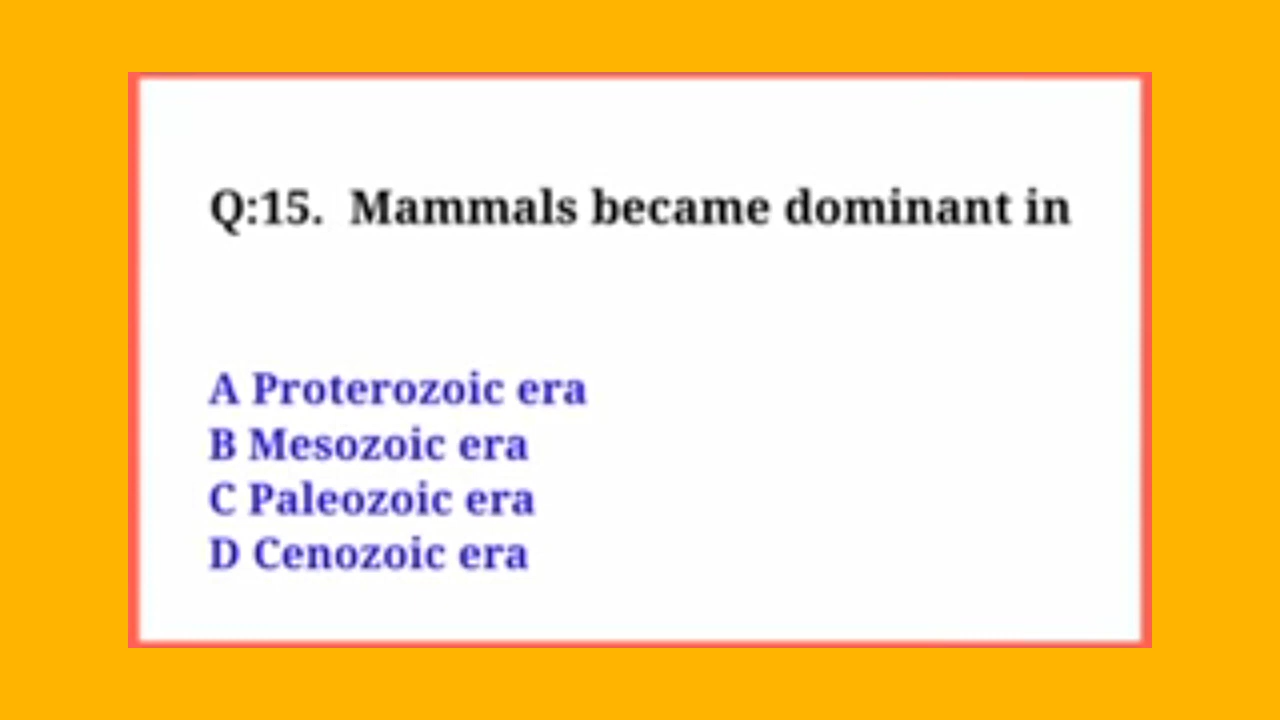 Q:15. Mammals became dominant in
A Proterozoic era
B Mesozoic era
C Paleozoic era
D Cenozoic era